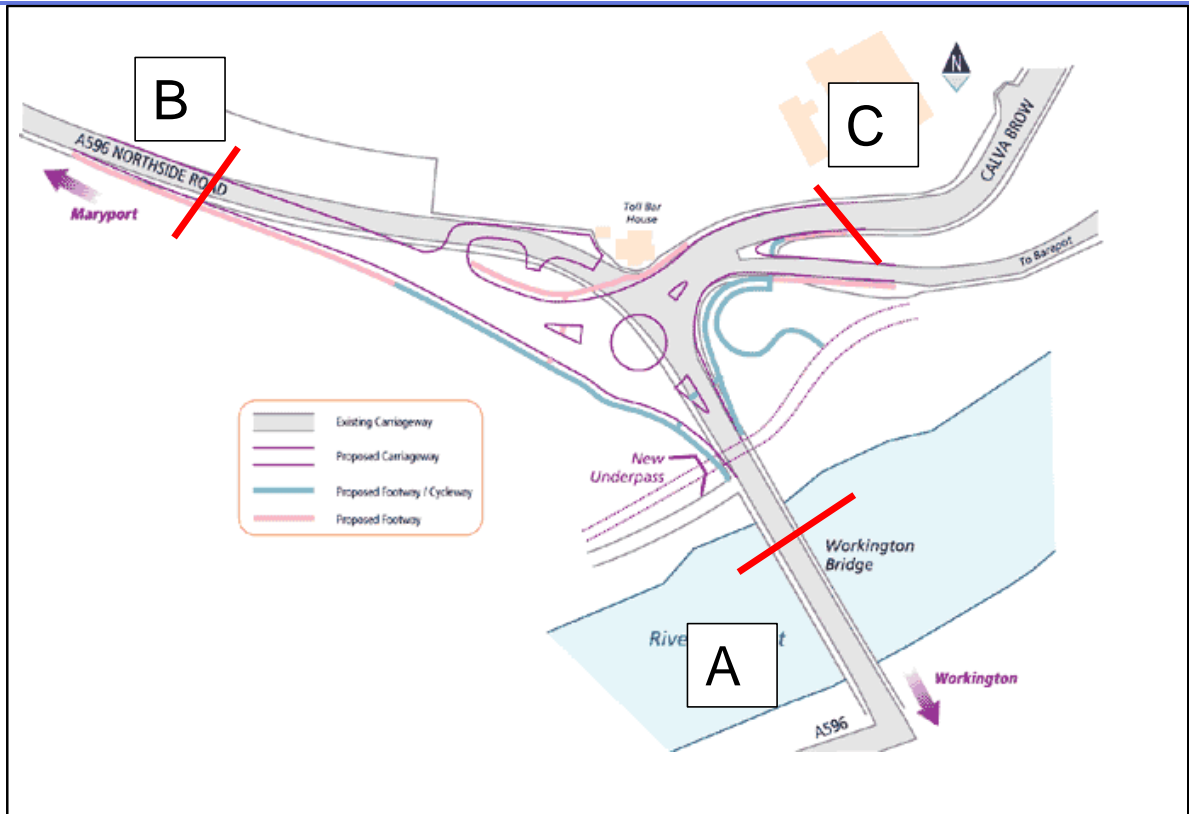 B
C
N
A596 NORTHSIDE ROAD
CALVA BROW
Maryport
Toll Bar
House
To Barepot
Existing Carriageway
Proposed Carriageway
Proposed Footway / Cycleway
Proposed Footway
New
Underpass
Workington
Bridge
Rive t
A
Workington
A596